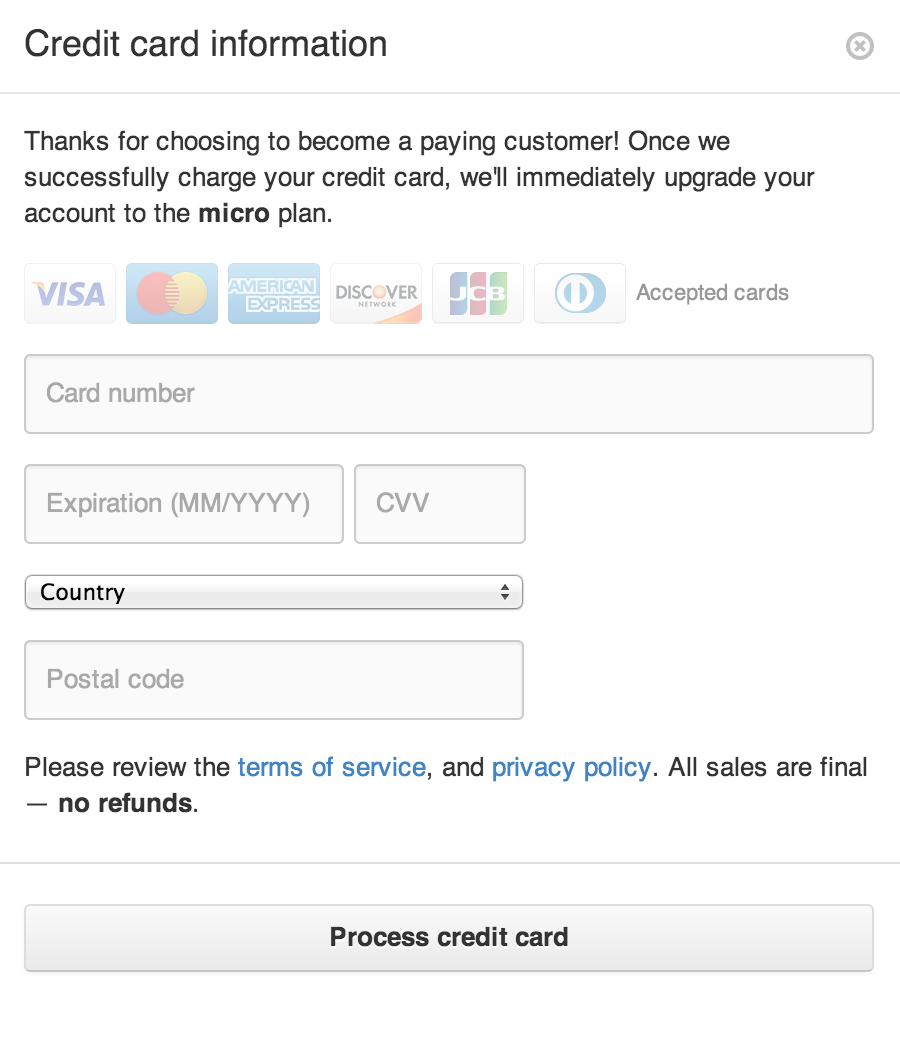 Credit card information
Thanks for choosing to become a paying customer! Once we
successfully charge your credit card, we'll immediately upgrade your
account to the micro plan.
VISA AMERICAN EXPRESS DISCOVER NETWORK JCB Accepted cards
Card number
Expiration (MM/YYYY) CVV
Country
Postal code
Please review the terms of service, and privacy policy. All sales are final
— no refunds.
Process credit card